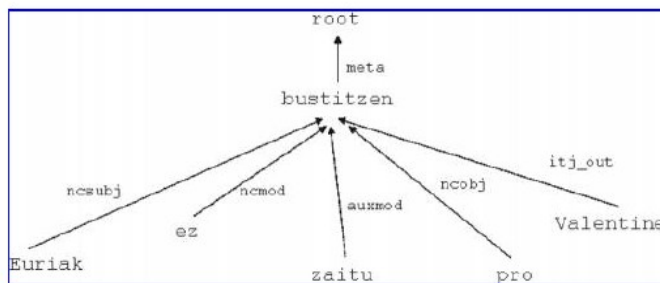 root
meta
bustitzen
itj_out
ncsubj
ncmod
ncobj
auxmod
Valentine
ez
Euriak
zaitu
pro